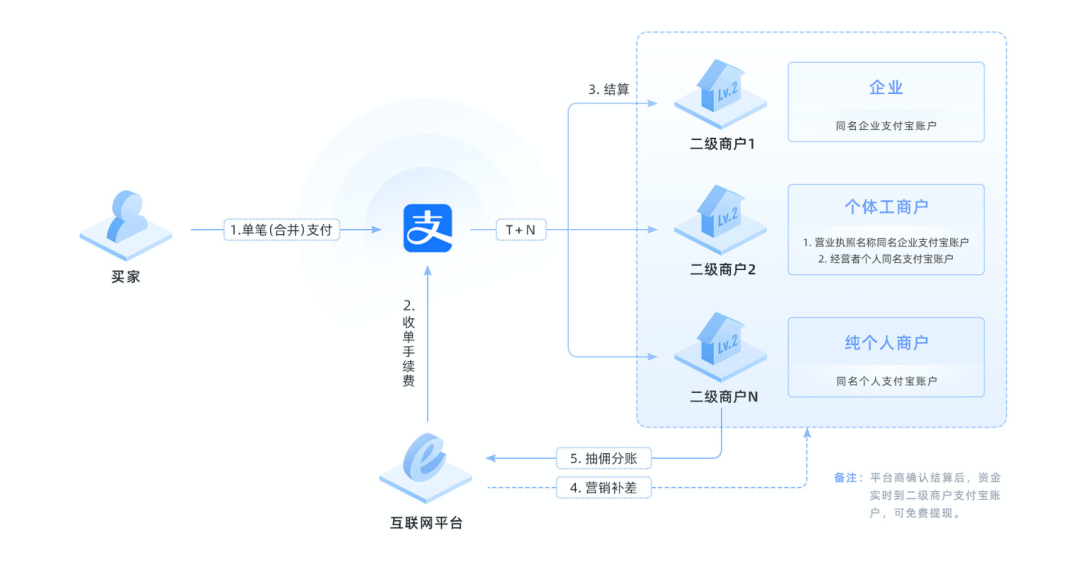 3. 结算
Lv.2
二级商户1
企业
同名企业支付宝账户
买家
1.单笔(合并)支付
支
T+N
Lv.2
二级商户2
个体工商户
1. 营业执照名称同名企业支付宝账户
2. 经营者个人同名支付宝账户
2.
收
单
手
续
费
Lv.2
二级商户N
纯个人商户
同名个人支付宝账户
5. 抽佣分账
4. 营销补差
互联网平台
备注：平台商确认结算后，资金
实时到二级商户支付宝账
户，可免费提现。